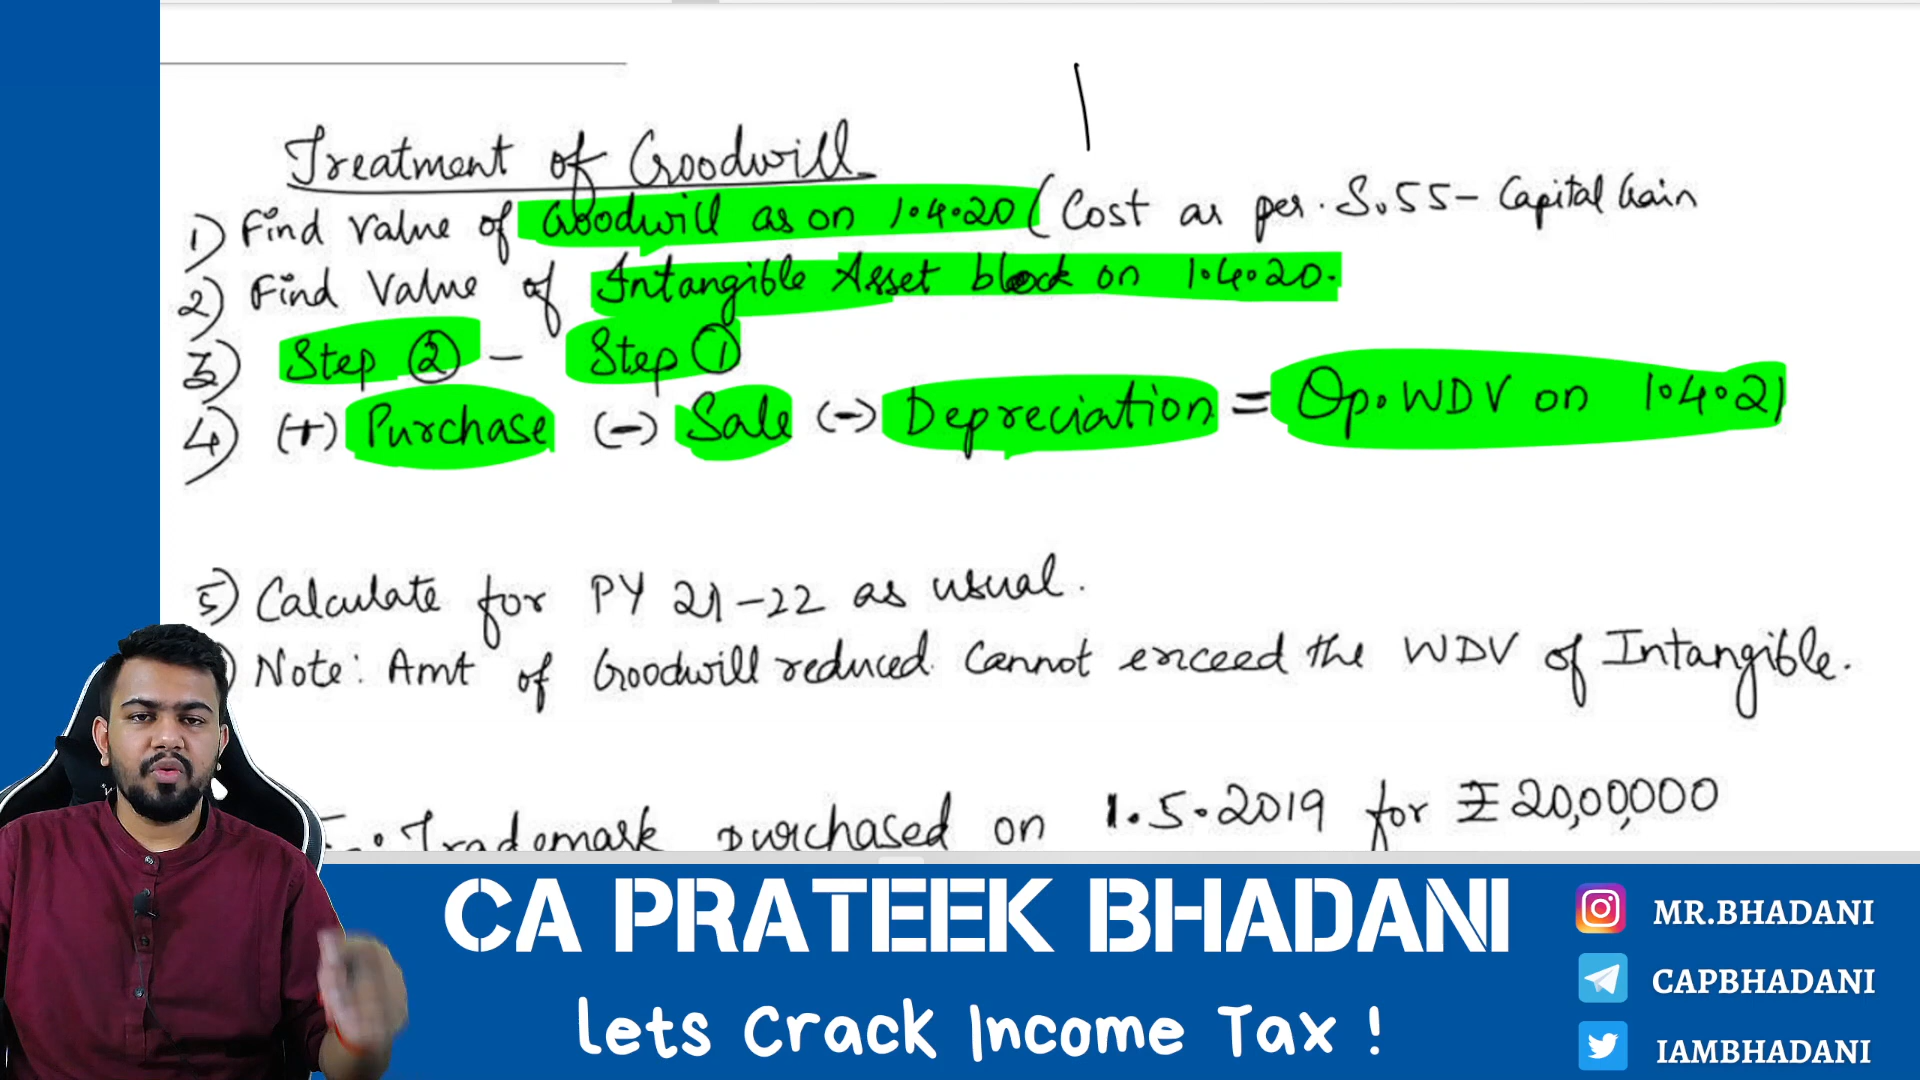 Treatment of Goodwill
1) Find Value of Goodwill as on 1.4.20 (Cost as per. S.55- Capital Gain
2) Find Value of Intangible Asset block on 1.4.20.
3) Step ② - Step ①
4) (+) Purchase (-) Sale (-) Depreciation = Op. WDV on 1.4.21
5) Calculate for PY 21-22 as usual.
) Note: Amt of Goodwill reduced cannot exceed the WDV of Intangible.
Trademark purchased on 1.5.2019 for ₹ 20,00,000
CA PRATEEK BHADANI
Lets Crack Income Tax !
MR.BHADANI
CAPBHADANI
IAMBHADANI